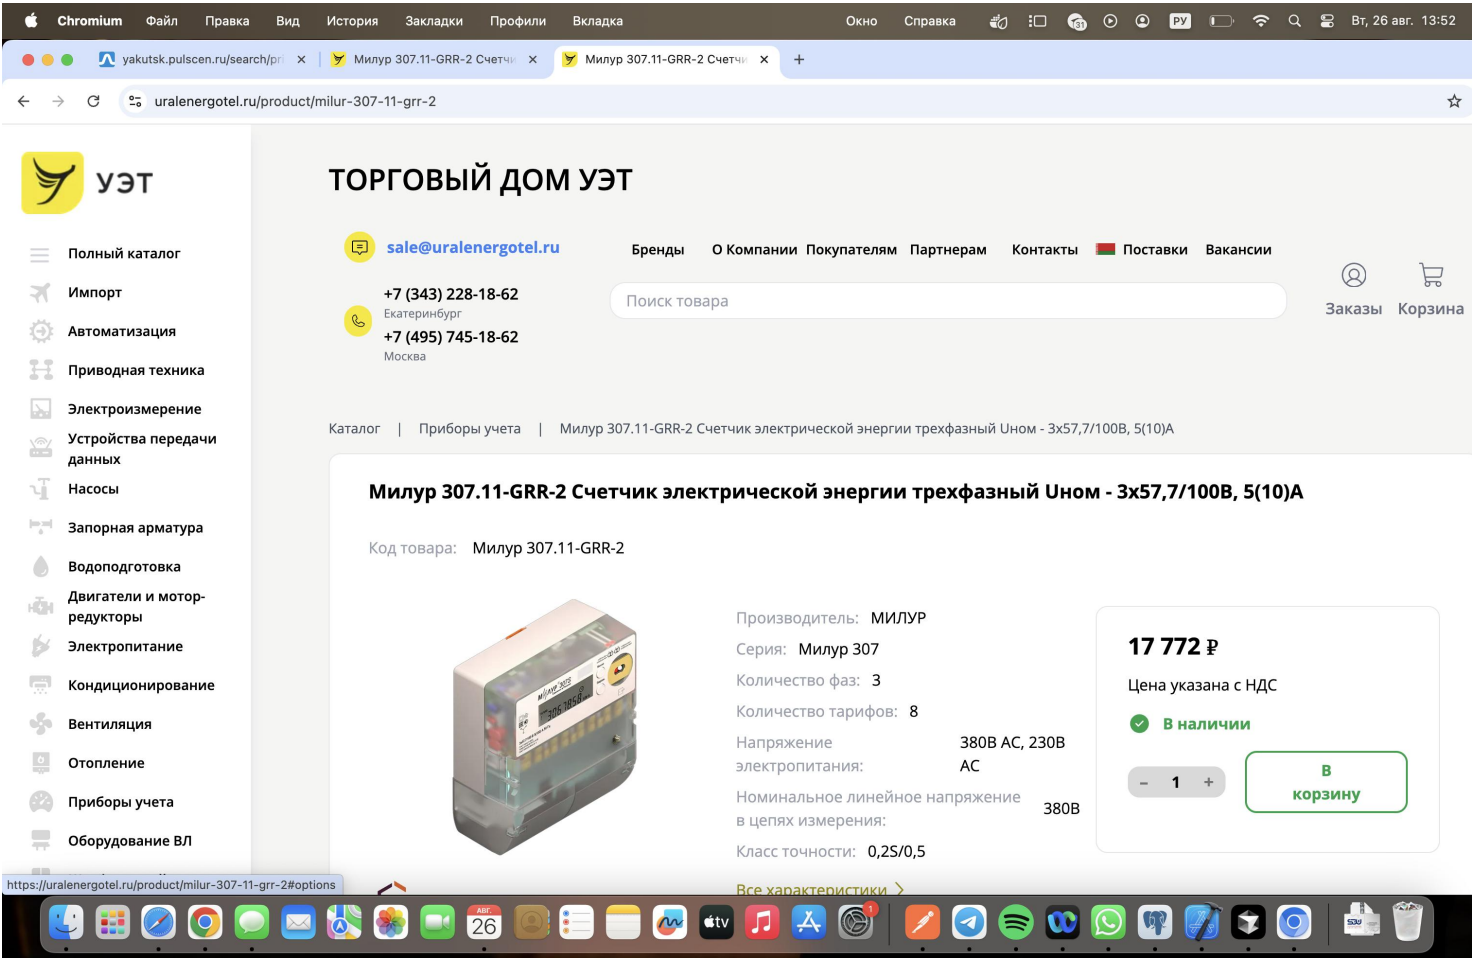 Chromium Файл Правка Вид История Закладки Профили Вкладка Окно Справка 31 РУ Вт, 26 авг. 13:52
yakutsk.pulscen.ru/search/pri Милур 307.11-GRR-2 Счетчи Милур 307.11-GRR-2 Счетчи
uralenergotel.ru/product/milur-307-11-grr-2
УЭТ
ТОРГОВЫЙ ДОМ УЭТ
sale@uralenergotel.ru
Бренды О Компании Покупателям Партнерам Контакты Поставки Вакансии
+7 (343) 228-18-62
Екатеринбург
+7 (495) 745-18-62
Москва
Поиск товара
Заказы Корзина
Полный каталог
Импорт
Автоматизация
Приводная техника
Электроизмерение
Устройства передачи
данных
Насосы
Запорная арматура
Водоподготовка
Двигатели и мотор-
редукторы
Электропитание
Кондиционирование
Вентиляция
Отопление
Приборы учета
Оборудование ВЛ
Каталог | Приборы учета | Милур 307.11-GRR-2 Счетчик электрической энергии трехфазный Uном - 3х57,7/100В, 5(10)А
Милур 307.11-GRR-2 Счетчик электрической энергии трехфазный Uном - 3х57,7/100В, 5(10)А
Код товара: Милур 307.11-GRR-2
Производитель: МИЛУР
Серия: Милур 307
Количество фаз: 3
Количество тарифов: 8
Напряжение
электропитания:
380В AC, 230В
AC
Номинальное линейное напряжение
в цепях измерения:
380В
Класс точности: 0,2S/0,5
Все характеристики
17 772 ₽
Цена указана с НДС
В наличии
- 1 +
В
корзину
https://uralenergotel.ru/product/milur-307-11-grr-2#options
АВГ.
26
tv
1